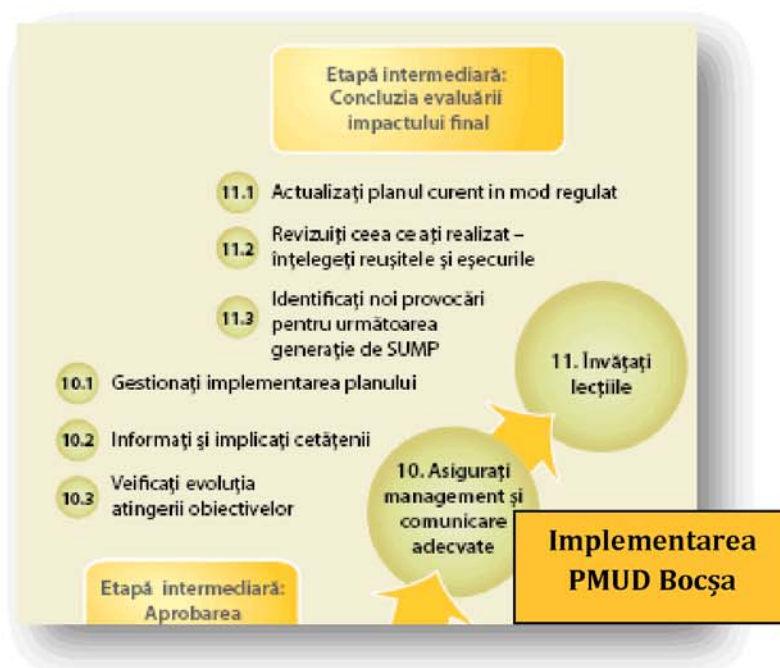 Etapă intermediară:
Concluzia evaluării
impactului final
11.1 Actualizați planul curent in mod regulat
11.2 Revizuiți ceea ce ați realizat –
înțelegeți reușitele și eșecurile
11.3 Identificați noi provocări
pentru următoarea
generație de SUMP
11. Învățați
lecțiile
10.1 Gestionați implementarea planului
10.2 Informați și implicați cetățenii
10.3 Veificați evoluția
atingerii obiectivelor
10. Asigurați
management și
comunicare
adecvate
Implementarea
PMUD Bocșa
Etapă intermediară:
Aprobarea